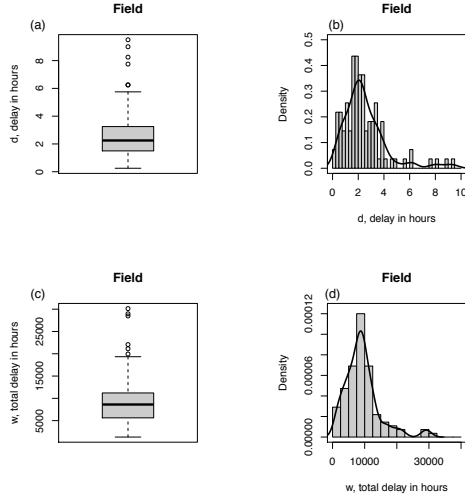 Field
(a)
d, delay in hours
0 2 4 6 8
Field
(b)
Density
0.0 0.1 0.2 0.3 0.4 0.5
0 2 4 6 8 10
d, delay in hours
Field
(c)
w, total delay in hours
5000 15000 25000
Field
(d)
Density
0.00000 0.00006 0.00012
0 10000 30000
w, total delay in hours